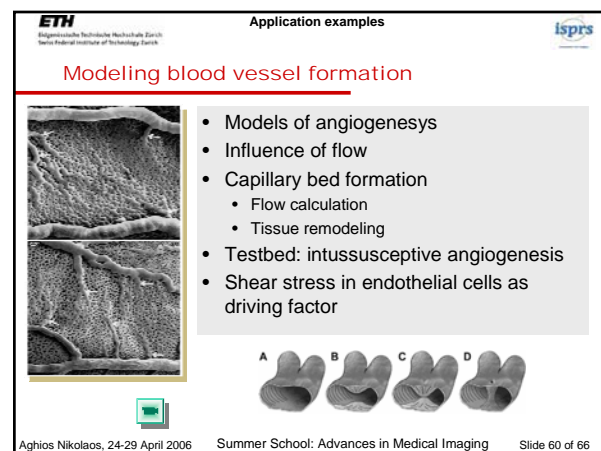 ETH
Eidgenössische Technische Hochschule Zürich
Swiss Federal Institute of Technology Zurich
Application examples
isprs
Modeling blood vessel formation
• Models of angiogenesys
• Influence of flow
• Capillary bed formation
• Flow calculation
• Tissue remodeling
• Testbed: intussusceptive angiogenesis
• Shear stress in endothelial cells as
driving factor
A B C D
Aghios Nikolaos, 24-29 April 2006 Summer School: Advances in Medical Imaging Slide 60 of 66